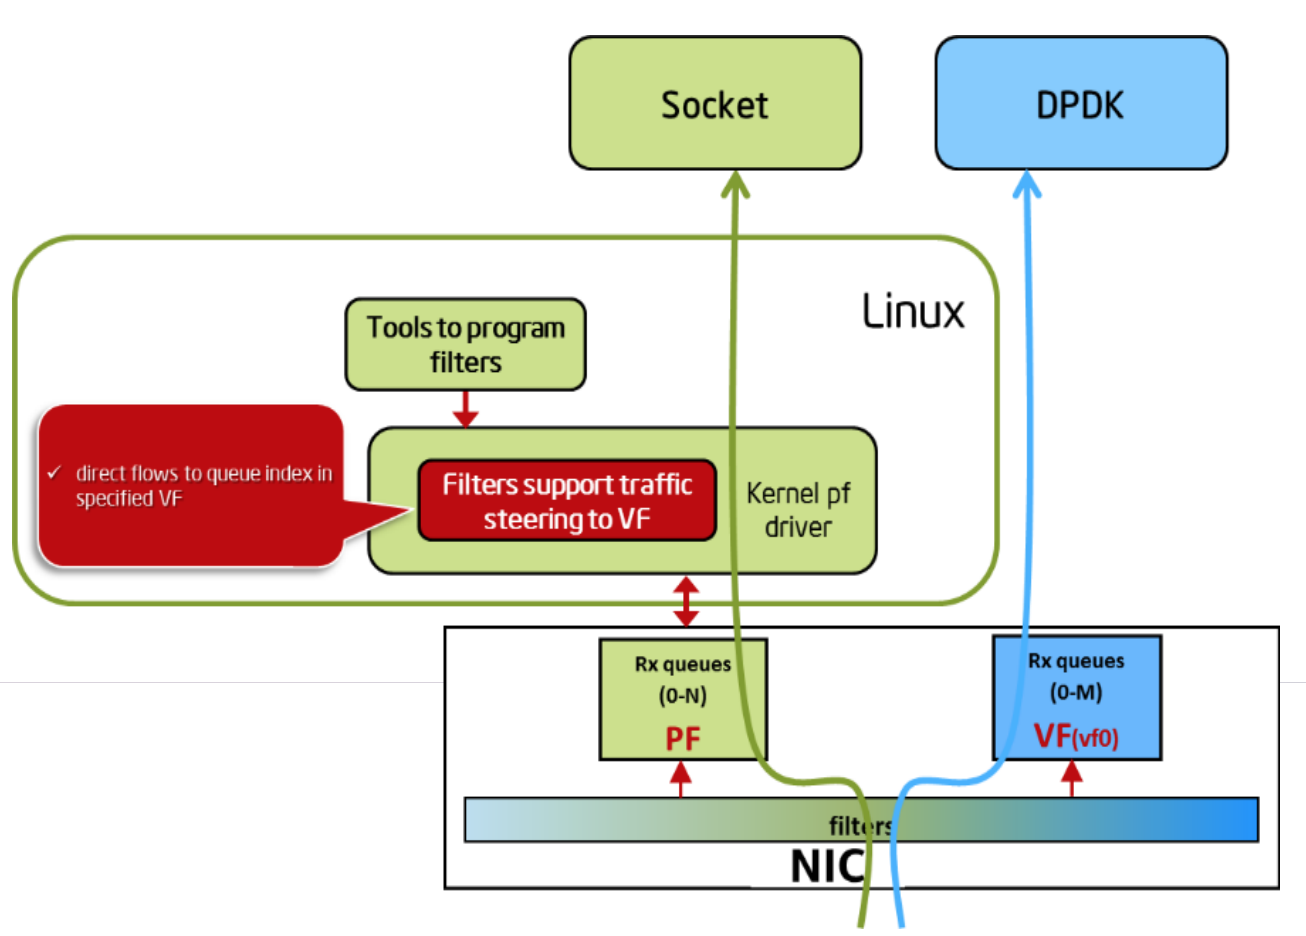 Socket
DPDK
Linux
Tools to program
filters
✓ direct flows to queue index in
specified VF
Filters support traffic
steering to VF
Kernel pf
driver
Rx queues
(0-N)
PF
Rx queues
(0-M)
VF(vf0)
filters
NIC